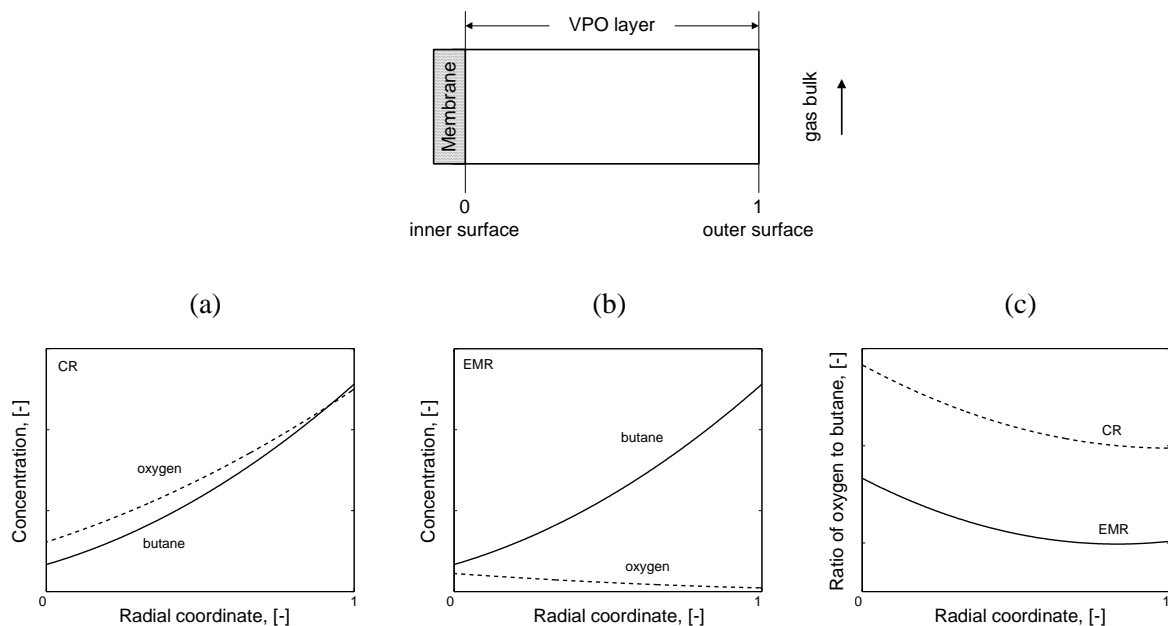 VPO layer
Membrane
gas bulk
0
1
inner surface
outer surface
(a)
(b)
(c)
CR
oxygen
butane
Concentration, [-]
0
1
Radial coordinate, [-]
EMR
butane
oxygen
Concentration, [-]
0
1
Radial coordinate, [-]
CR
EMR
Ratio of oxygen to butane, [-]
0
1
Radial coordinate, [-]